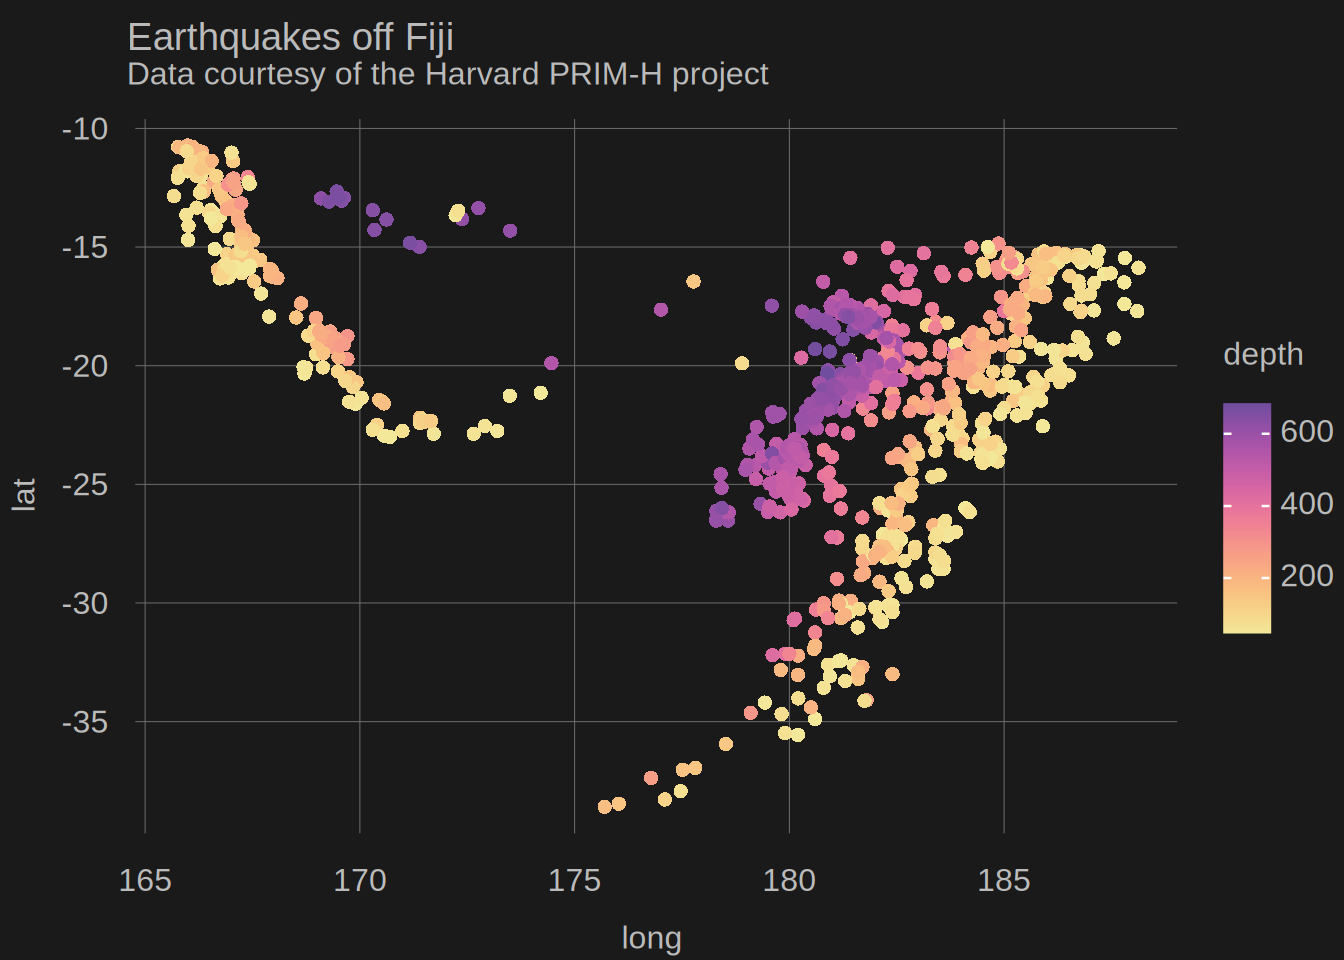 Earthquakes off Fiji
Data courtesy of the Harvard PRIM-H project
-10
-15
-20
-25
-30
-35
lat
165 170 175 180 185
long
depth
600
400
200